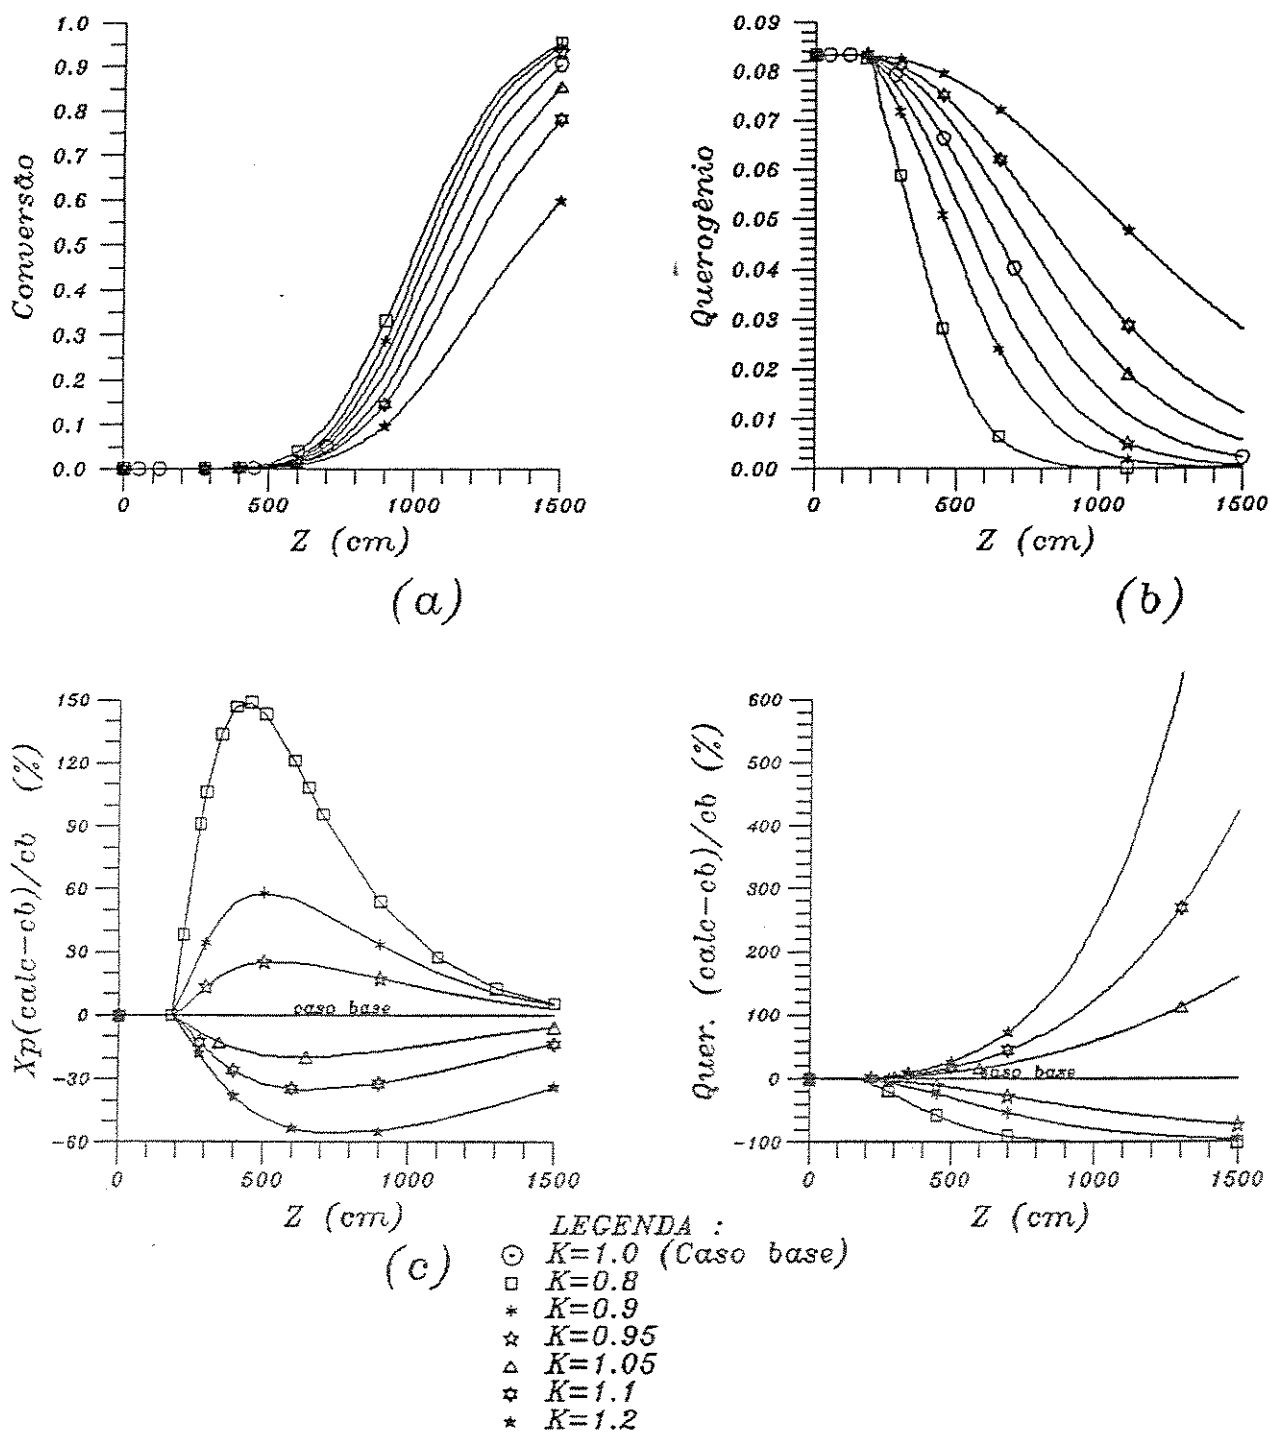 1.0
0.9
0.8
0.7
0.6
0.5
0.4
0.3
0.2
0.1
0.0
Conversão
0 500 1000 1500
Z (cm)
(a)
0.09
0.08
0.07
0.06
0.05
0.04
0.03
0.02
0.01
0.00
Querogênio
0 500 1000 1500
Z (cm)
(b)
150
120
90
60
30
0
-30
-60
Xp(calc-cb)/cb (%)
caso base
0 500 1000 1500
Z (cm)
(c)
600
400
200
100
0
-100
Quer. (calc-cb)/cb (%)
caso base
0 500 1000 1500
Z (cm)
LEGENDA :
K=1.0 (Caso base)
K=0.8
K=0.9
K=0.95
K=1.05
K=1.1
K=1.2